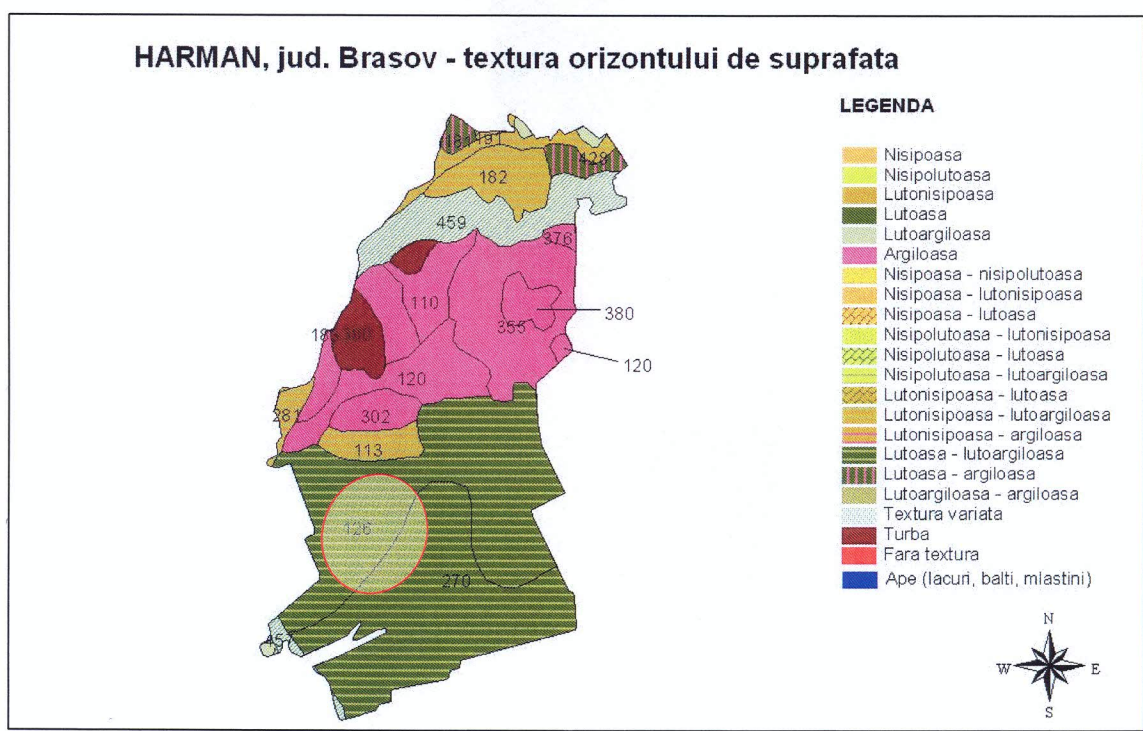 HARMAN, jud. Brasov - textura orizontului de suprafata
LEGENDA
Nisipoasa
Nisipolutoasa
Lutonisipoasa
Lutoasa
Lutoargiloasa
Argiloasa
Nisipoasa - nisipolutoasa
Nisipoasa - lutonisipoasa
Nisipoasa - lutoasa
Nisipolutoasa - lutonisipoasa
Nisipolutoasa - lutoasa
Nisipolutoasa - lutoargiloasa
Lutonisipoasa - lutoasa
Lutonisipoasa - lutoargiloasa
Lutonisipoasa - argiloasa
Lutoasa - lutoargiloasa
Lutoasa - argiloasa
Lutoargiloasa - argiloasa
Textura variata
Turba
Fara textura
Ape (lacuri, balti, mlastini)
191
428
182
459
376
110
380
355
120
120
302
281
113
126
270
N
W
E
S